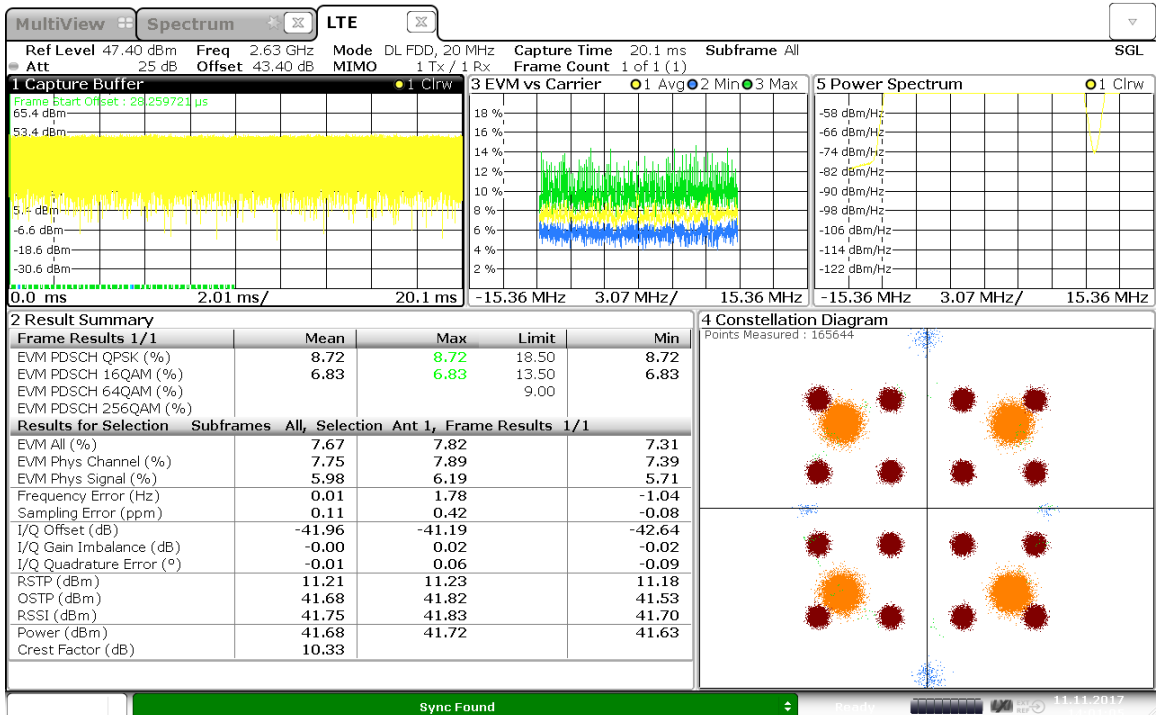 MultiView Spectrum LTE
Ref Level 47.40 dBm Freq 2.63 GHz Mode DL FDD, 20 MHz Capture Time 20.1 ms Subframe All SGL
Att 25 dB Offset 43.40 dB MIMO 1 Tx / 1 Rx Frame Count 1 of 1 (1)
1 Capture Buffer 1 Clrw
Frame Start Offset : 28.259721 µs
65.4 dBm
53.4 dBm
5.4 dBm
-6.6 dBm
-18.6 dBm
-30.6 dBm
0.0 ms 2.01 ms/ 20.1 ms
3 EVM vs Carrier 1 Avg 2 Min 3 Max
18 %
16 %
14 %
12 %
10 %
8 %
6 %
4 %
2 %
-15.36 MHz 3.07 MHz/ 15.36 MHz
5 Power Spectrum 1 Clrw
-58 dBm/Hz
-66 dBm/Hz
-74 dBm/Hz
-82 dBm/Hz
-90 dBm/Hz
-98 dBm/Hz
-106 dBm/Hz
-114 dBm/Hz
-122 dBm/Hz
-15.36 MHz 3.07 MHz/ 15.36 MHz
2 Result Summary
Frame Results 1/1 Mean Max Limit Min
EVM PDSCH QPSK (%) 8.72 8.72 18.50 8.72
EVM PDSCH 16QAM (%) 6.83 6.83 13.50 6.83
EVM PDSCH 64QAM (%) 9.00
EVM PDSCH 256QAM (%)
Results for Selection Subframes All, Selection Ant 1, Frame Results 1/1
EVM All (%) 7.67 7.82 7.31
EVM Phys Channel (%) 7.75 7.89 7.39
EVM Phys Signal (%) 5.98 6.19 5.71
Frequency Error (Hz) 0.01 1.78 -1.04
Sampling Error (ppm) 0.11 0.42 -0.08
I/Q Offset (dB) -41.96 -41.19 -42.64
I/Q Gain Imbalance (dB) -0.00 0.02 -0.02
I/Q Quadrature Error (º) -0.01 0.06 -0.09
RSTP (dBm) 11.21 11.23 11.18
OSTP (dBm) 41.68 41.82 41.53
RSSI (dBm) 41.75 41.83 41.70
Power (dBm) 41.68 41.72 41.63
Crest Factor (dB) 10.33
4 Constellation Diagram
Points Measured : 165644
Sync Found Ready 11.11.2017